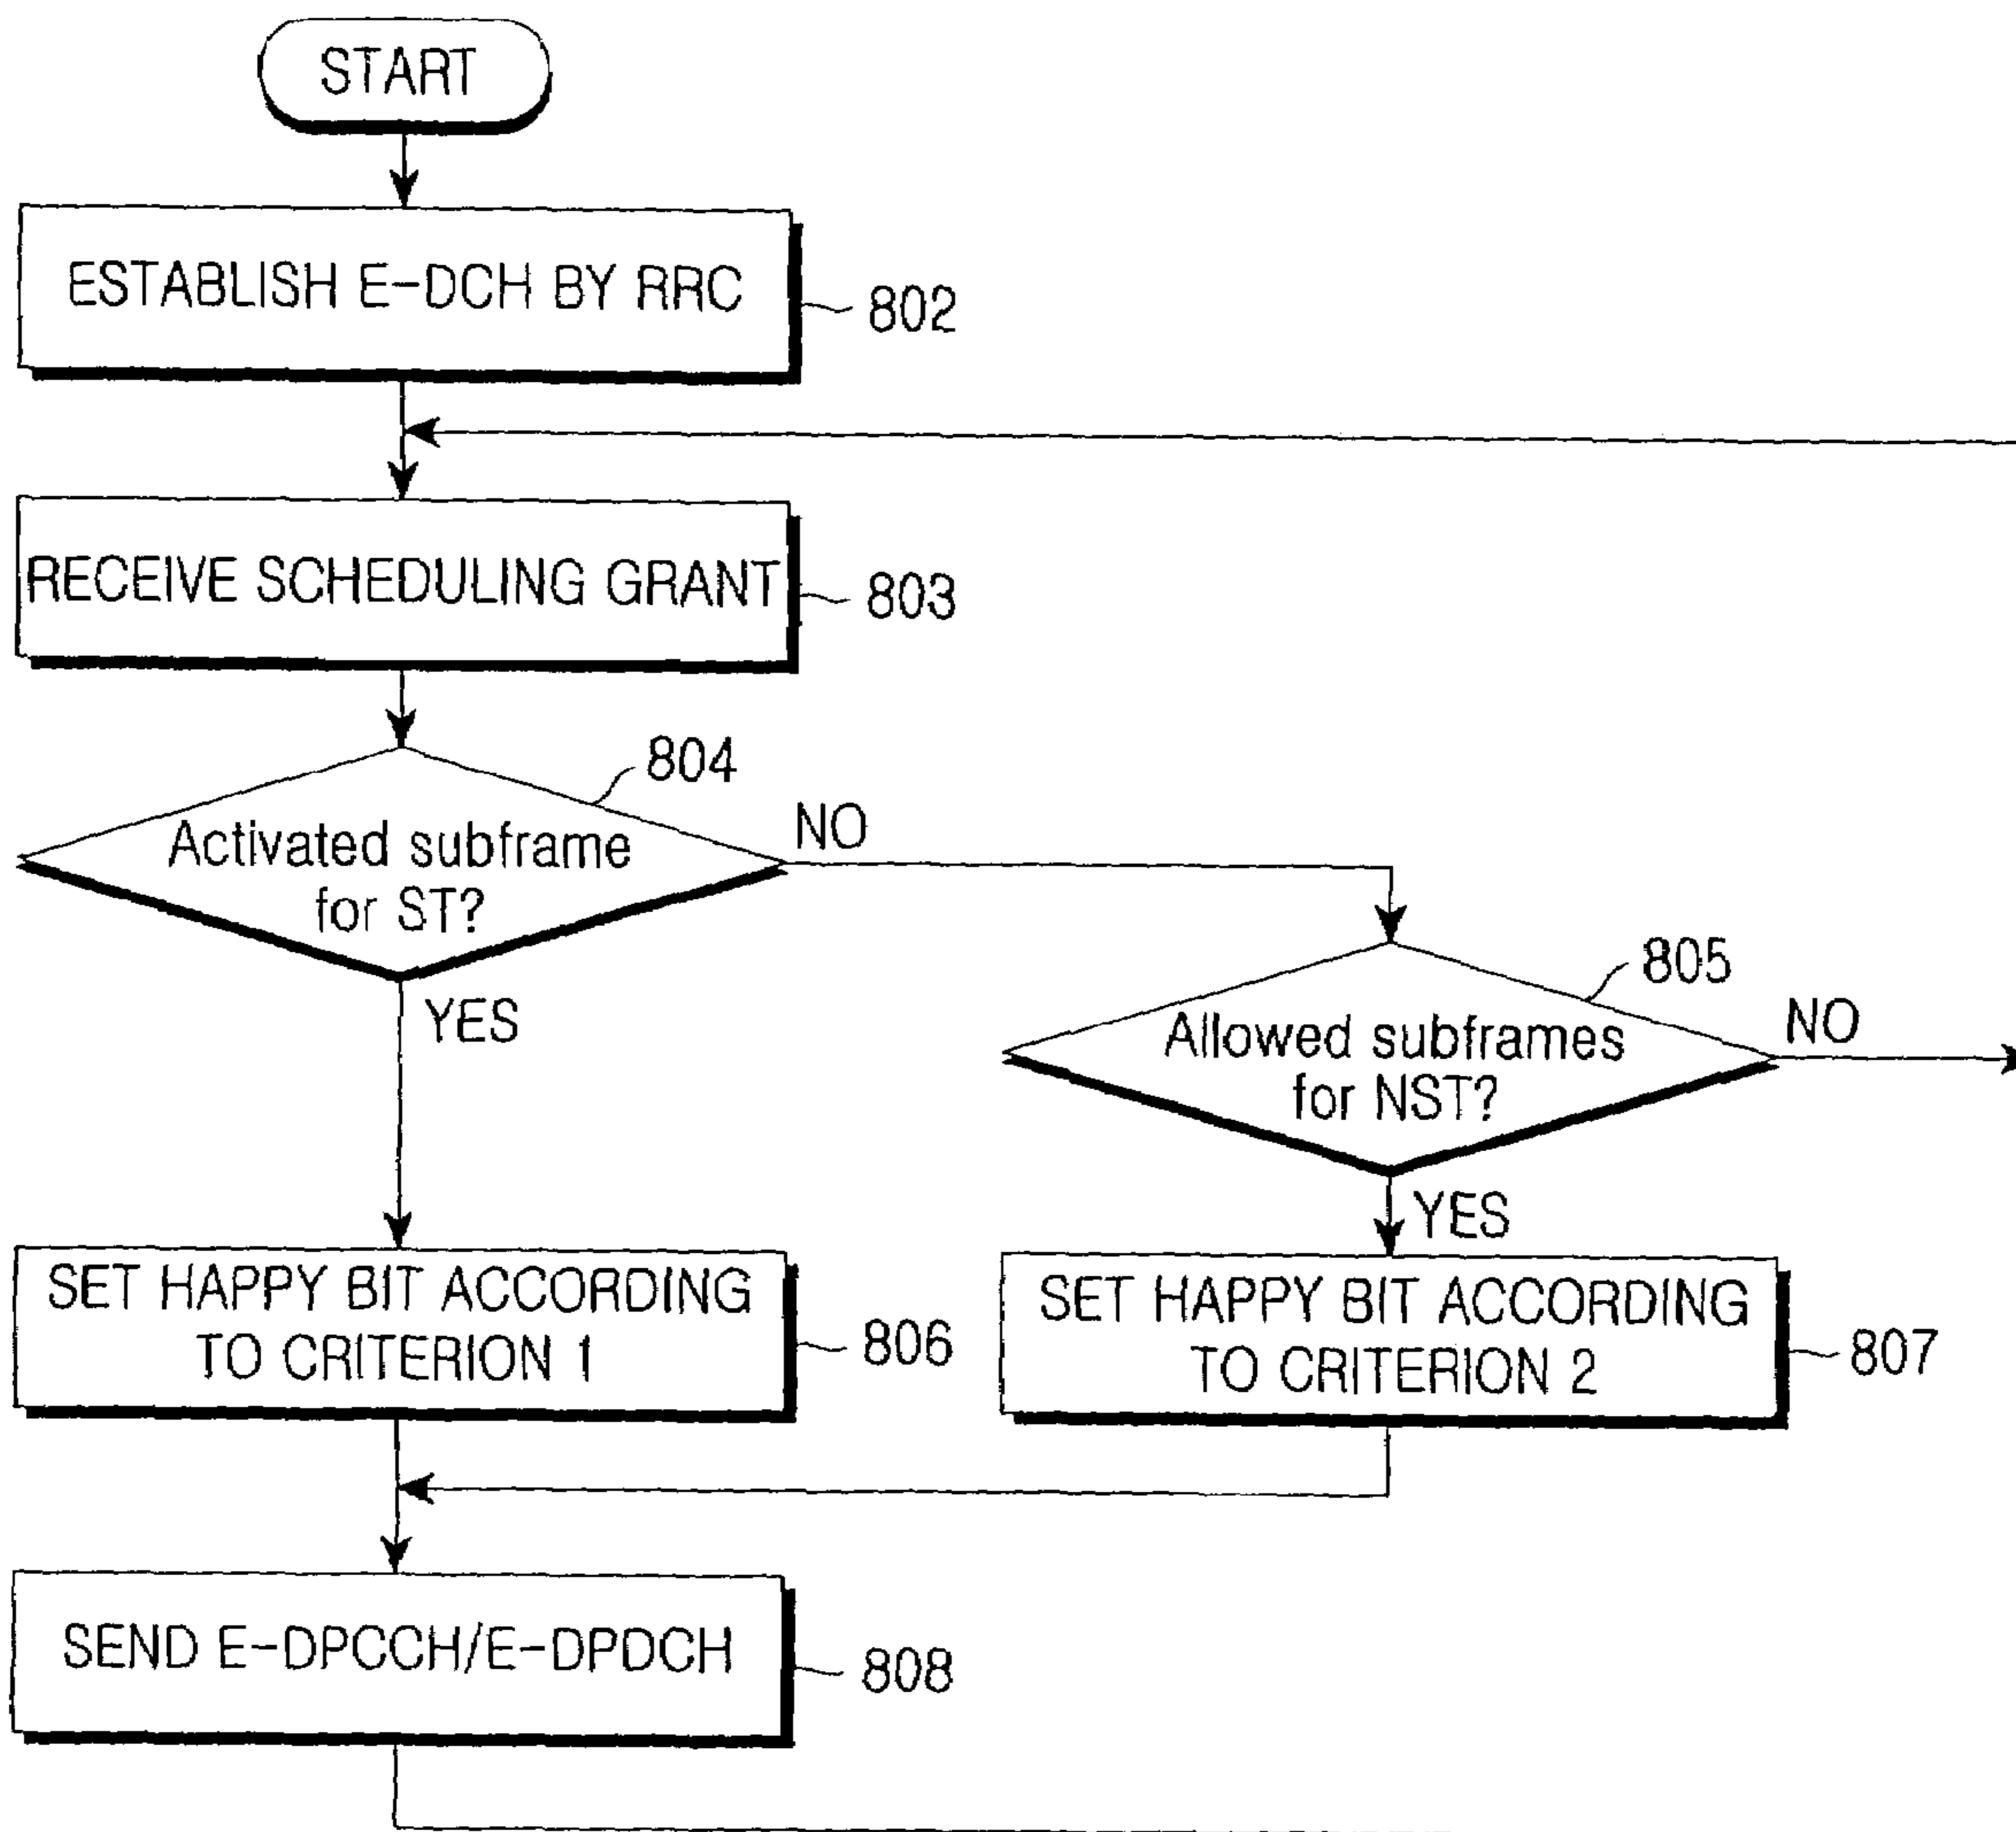 START
ESTABLISH E-DCH BY RRC
802
RECEIVE SCHEDULING GRANT
803
804
Activated subframe
for ST?
NO
YES
805
Allowed subframes
for NST?
NO
YES
SET HAPPY BIT ACCORDING
TO CRITERION 1
806
SET HAPPY BIT ACCORDING
TO CRITERION 2
807
SEND E-DPCCH/E-DPDCH
808